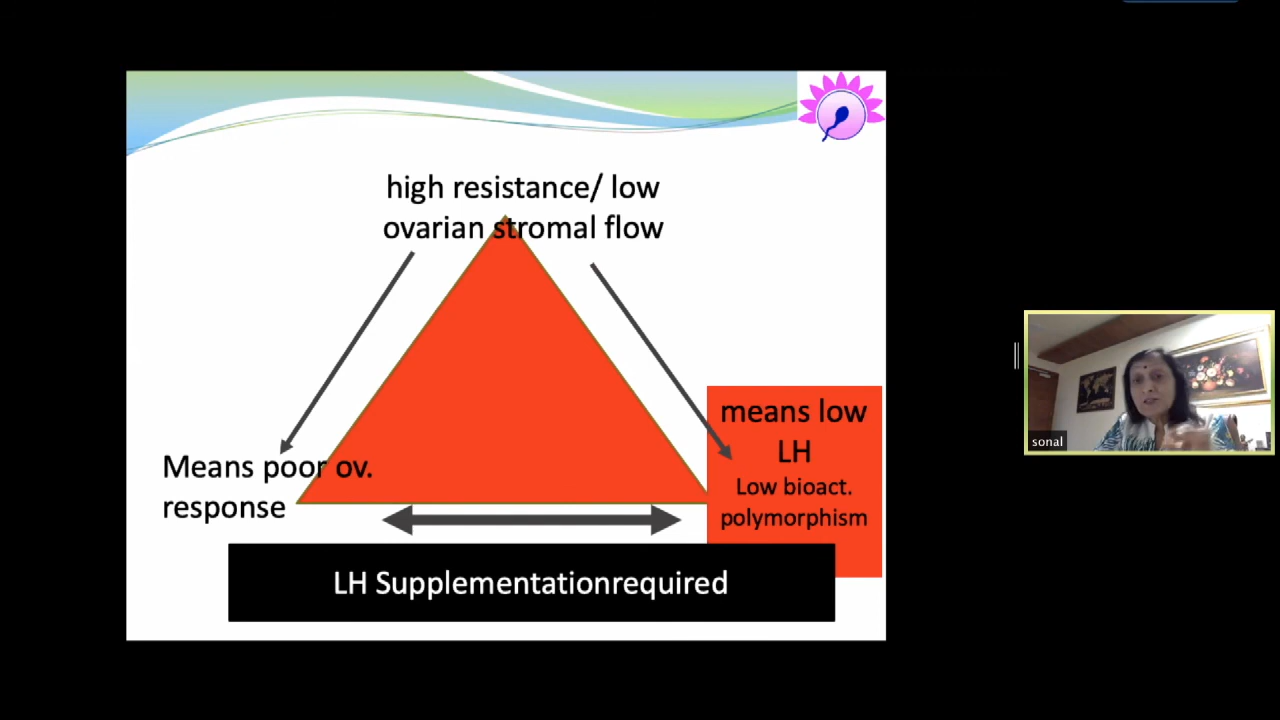 high resistance/ low
ovarian stromal flow
means low
LH
Low bioact.
polymorphism
Means poor ov.
response
LH Supplementationrequired
sonal